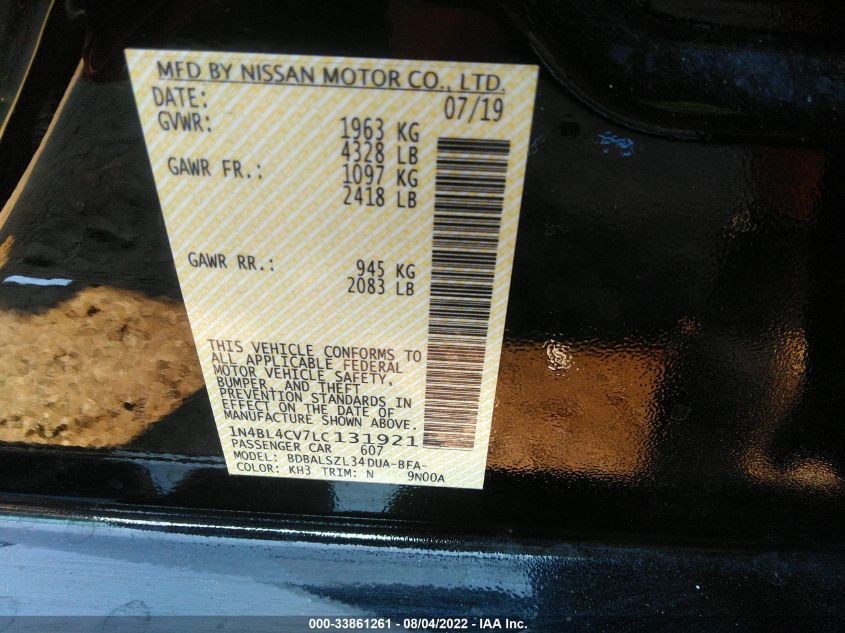 MFD BY NISSAN MOTOR CO., LTD.
DATE: 07/19
GVWR: 1963 KG
4328 LB
GAWR FR.: 1097 KG
2418 LB
GAWR RR.: 945 KG
2083 LB
THIS VEHICLE CONFORMS TO
ALL APPLICABLE FEDERAL
MOTOR VEHICLE SAFETY,
BUMPER, AND THEFT
PREVENTION STANDARDS IN
EFFECT ON THE DATE OF
MANUFACTURE SHOWN ABOVE.
1N4BL4CV7LC131921
PASSENGER CAR 607
MODEL: BDBALSZL34DUA-BFA-
COLOR: KH3 TRIM: N 9N00A
000-33861261 - 08/04/2022 - IAA Inc.